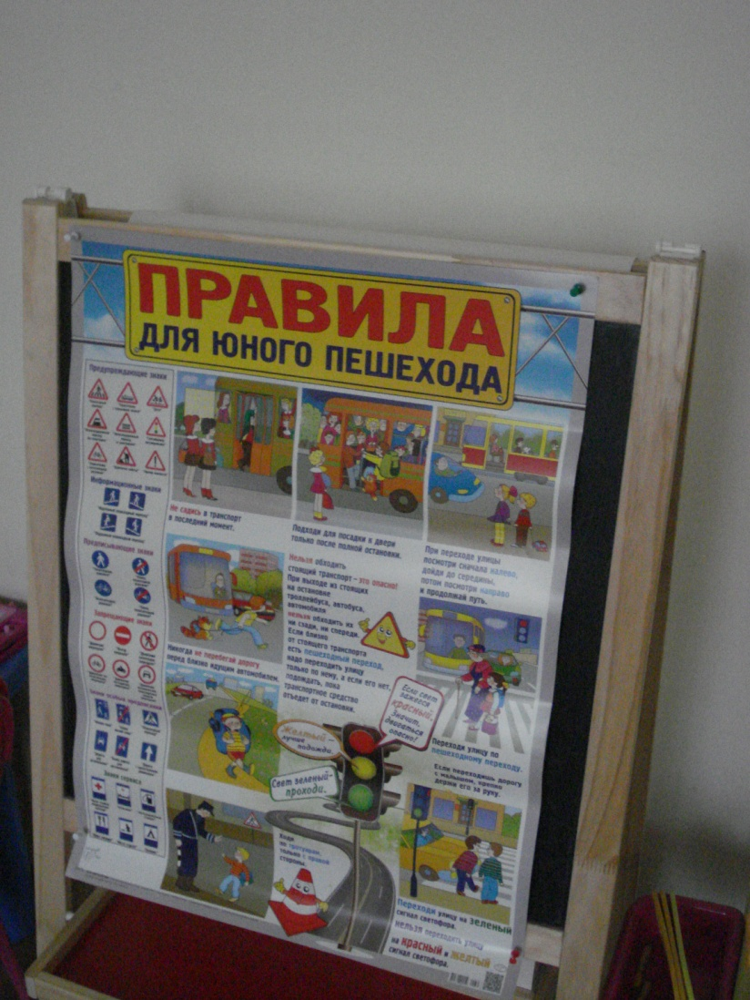 ПРАВИЛА
ДЛЯ ЮНОГО ПЕШЕХОДА
Предупреждающие знаки
Информационные знаки
Предписывающие знаки
Запрещающие знаки
Знаки особых предписаний
Знаки сервиса
Не садись в транспорт
в последний момент.
Подходи для посадки к двери
только после полной остановки.
При переходе улицы
посмотри сначала налево,
дойди до середины,
потом посмотри направо
и продолжай путь.
Никогда не перебегай дорогу
перед близко идущим автомобилем.
Нельзя обходить
стоящий транспорт - это опасно!
При выходе из стоящих
на остановке
троллейбуса, автобуса,
автомобиля
нельзя обходить их
ни сзади, ни спереди.
Если близко
от стоящего транспорта
есть пешеходный переход,
надо переходить улицу
только по нему, а если его нет,
подождать, пока
транспортное средство
отъедет от остановки.
Переходи улицу по
пешеходному переходу.
Если переходишь дорогу
с малышом, крепко
держи его за руку.
Если свет
зажегся
красный,
Значит,
двигаться
опасно!
Желтый -
лучше
подожди.
Свет зеленый-
проходи.
Ходи
по тротуарам,
только с правой
стороны.
Переходи улицу на зеленый
сигнал светофора.
нельзя переходить улицу
на красный и желтый
сигнал светофора.